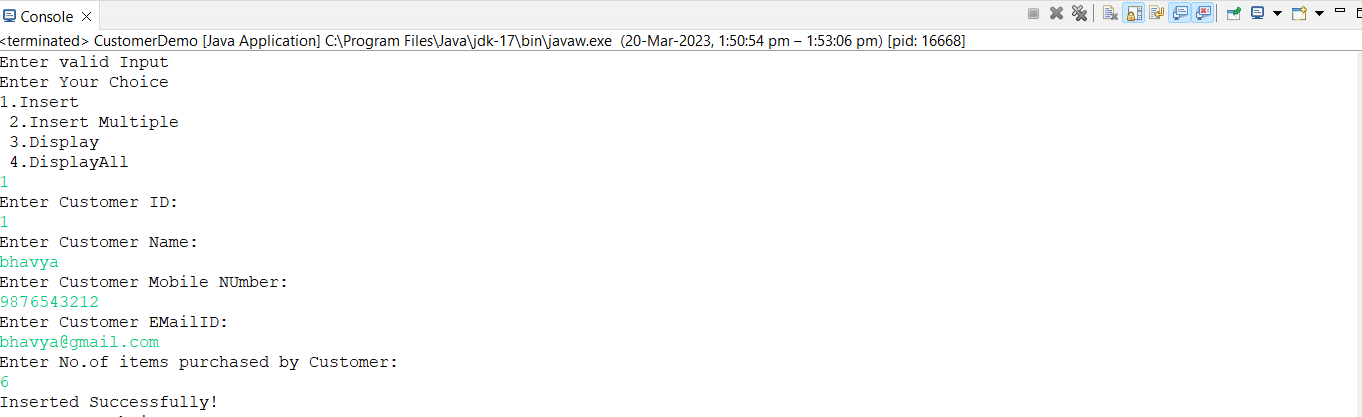 Console
<terminated> CustomerDemo [Java Application] C:\Program Files\Java\jdk-17\bin\javaw.exe (20-Mar-2023, 1:50:54 pm – 1:53:06 pm) [pid: 16668]
Enter valid Input
Enter Your Choice
1.Insert
2.Insert Multiple
3.Display
4.DisplayAll
1
Enter Customer ID:
1
Enter Customer Name:
bhavya
Enter Customer Mobile NUmber:
9876543212
Enter Customer EMailID:
bhavya@gmail.com
Enter No.of items purchased by Customer:
6
Inserted Successfully!